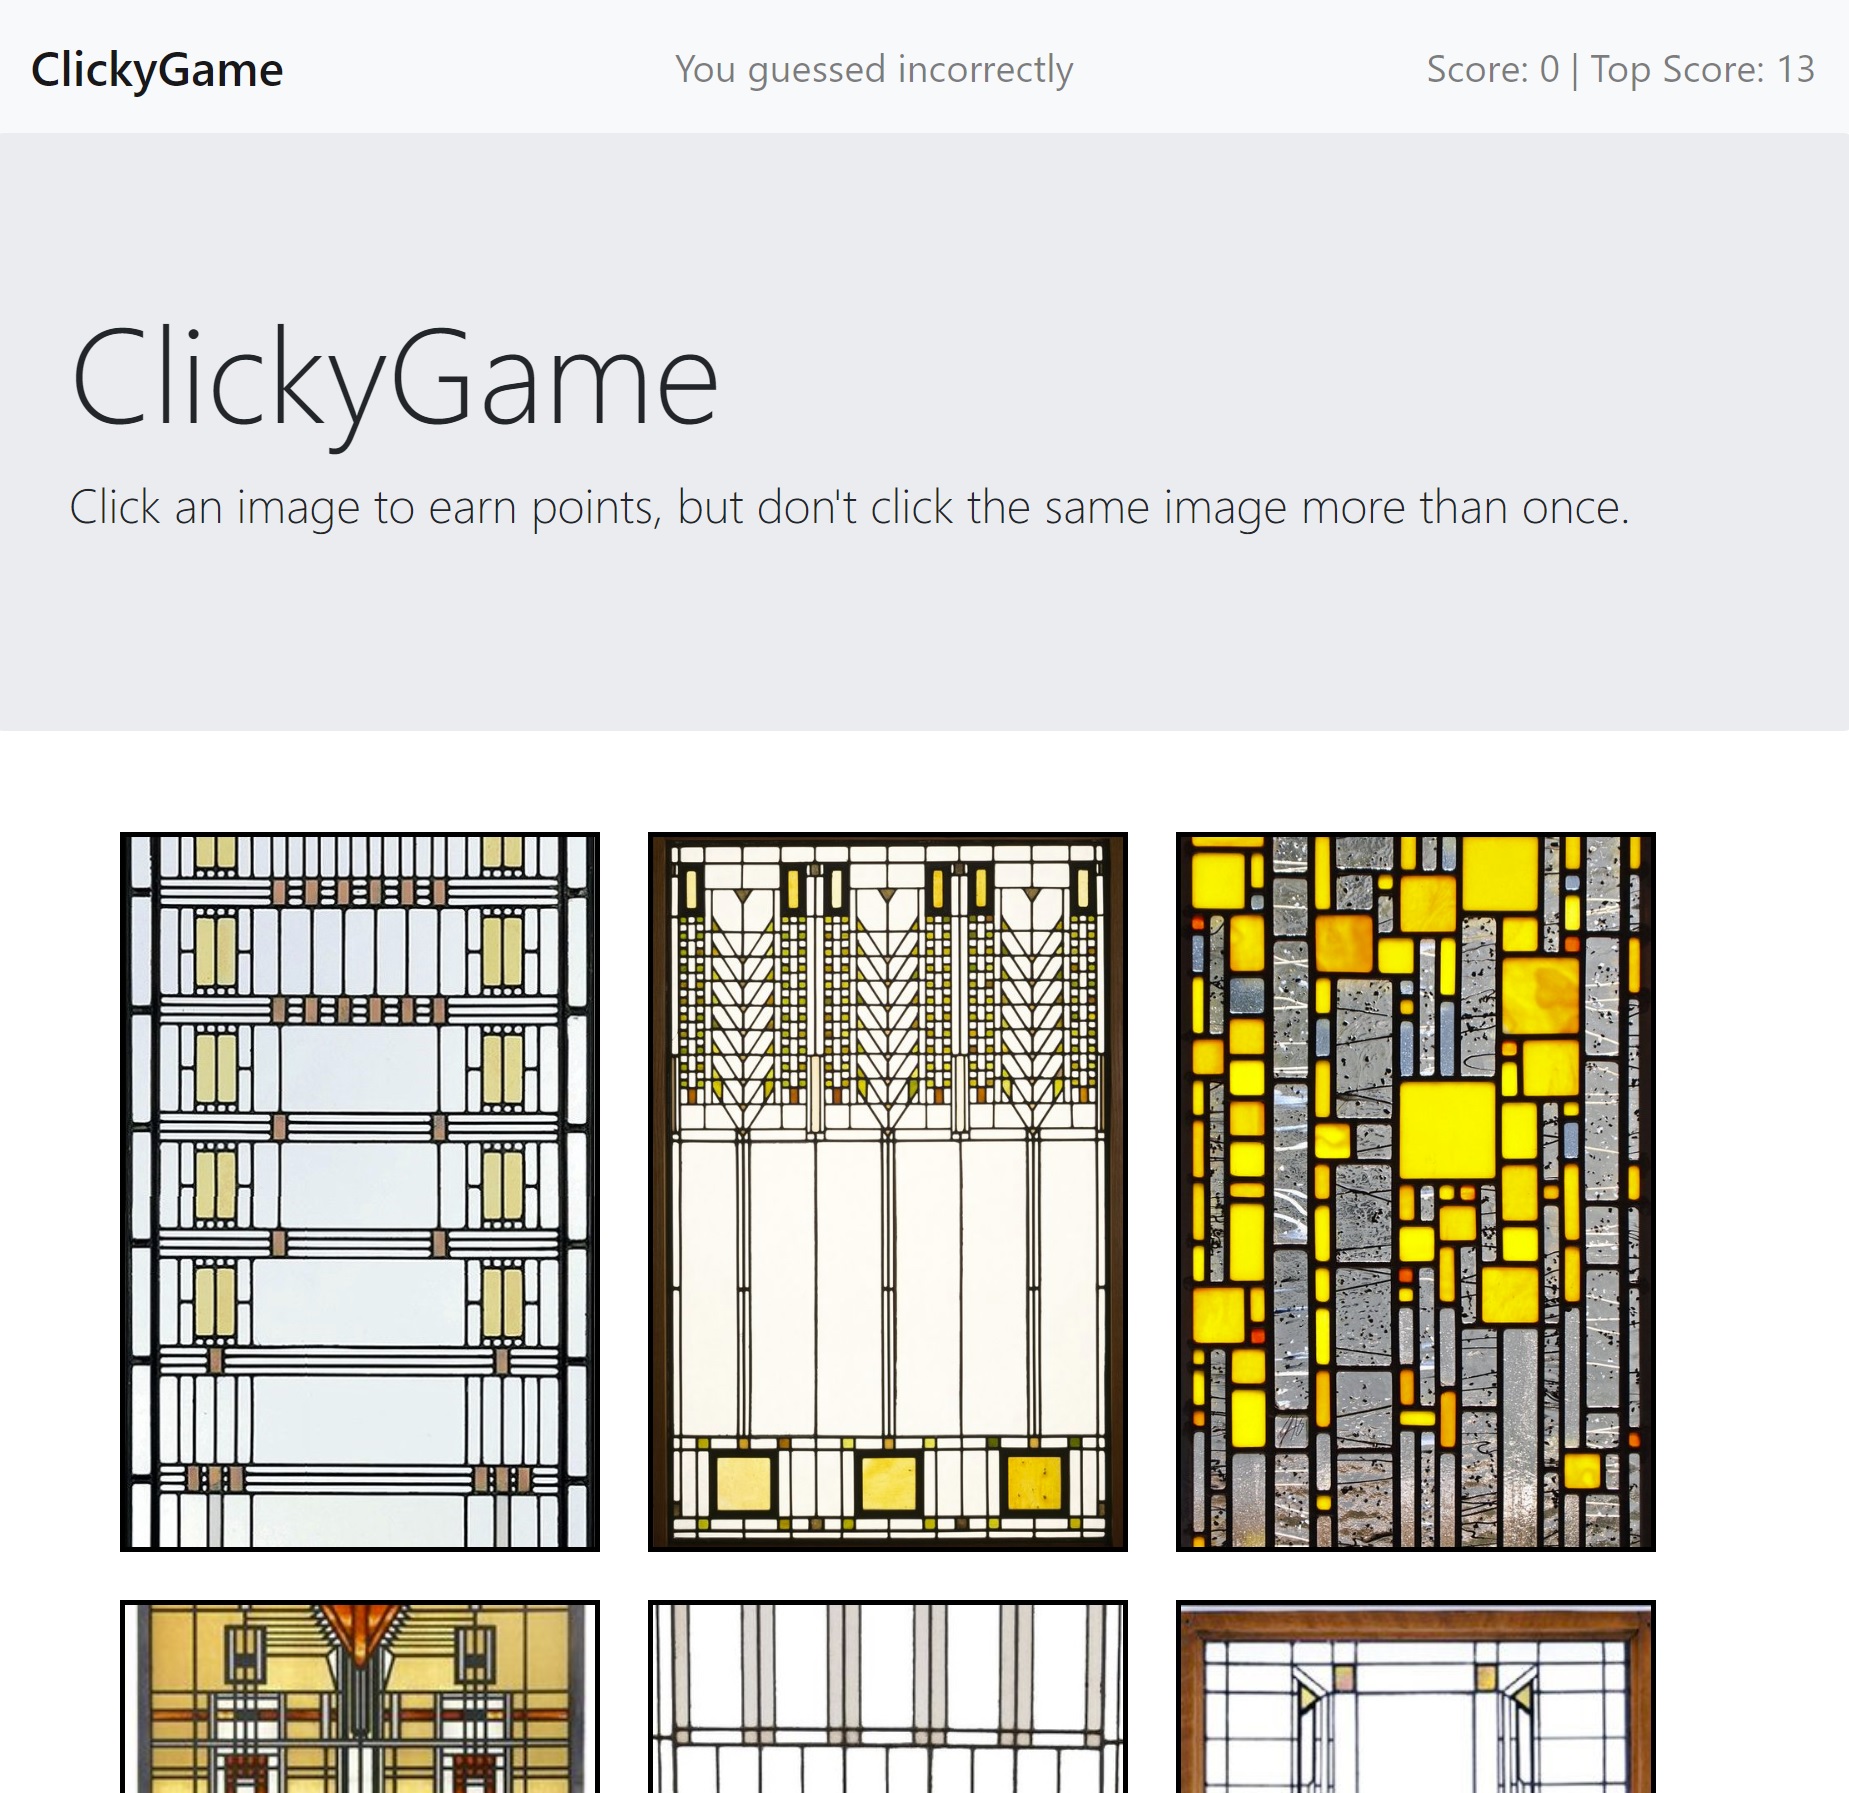 ClickyGame
You guessed incorrectly
Score: 0 | Top Score: 13
ClickyGame
Click an image to earn points, but don't click the same image more than once.